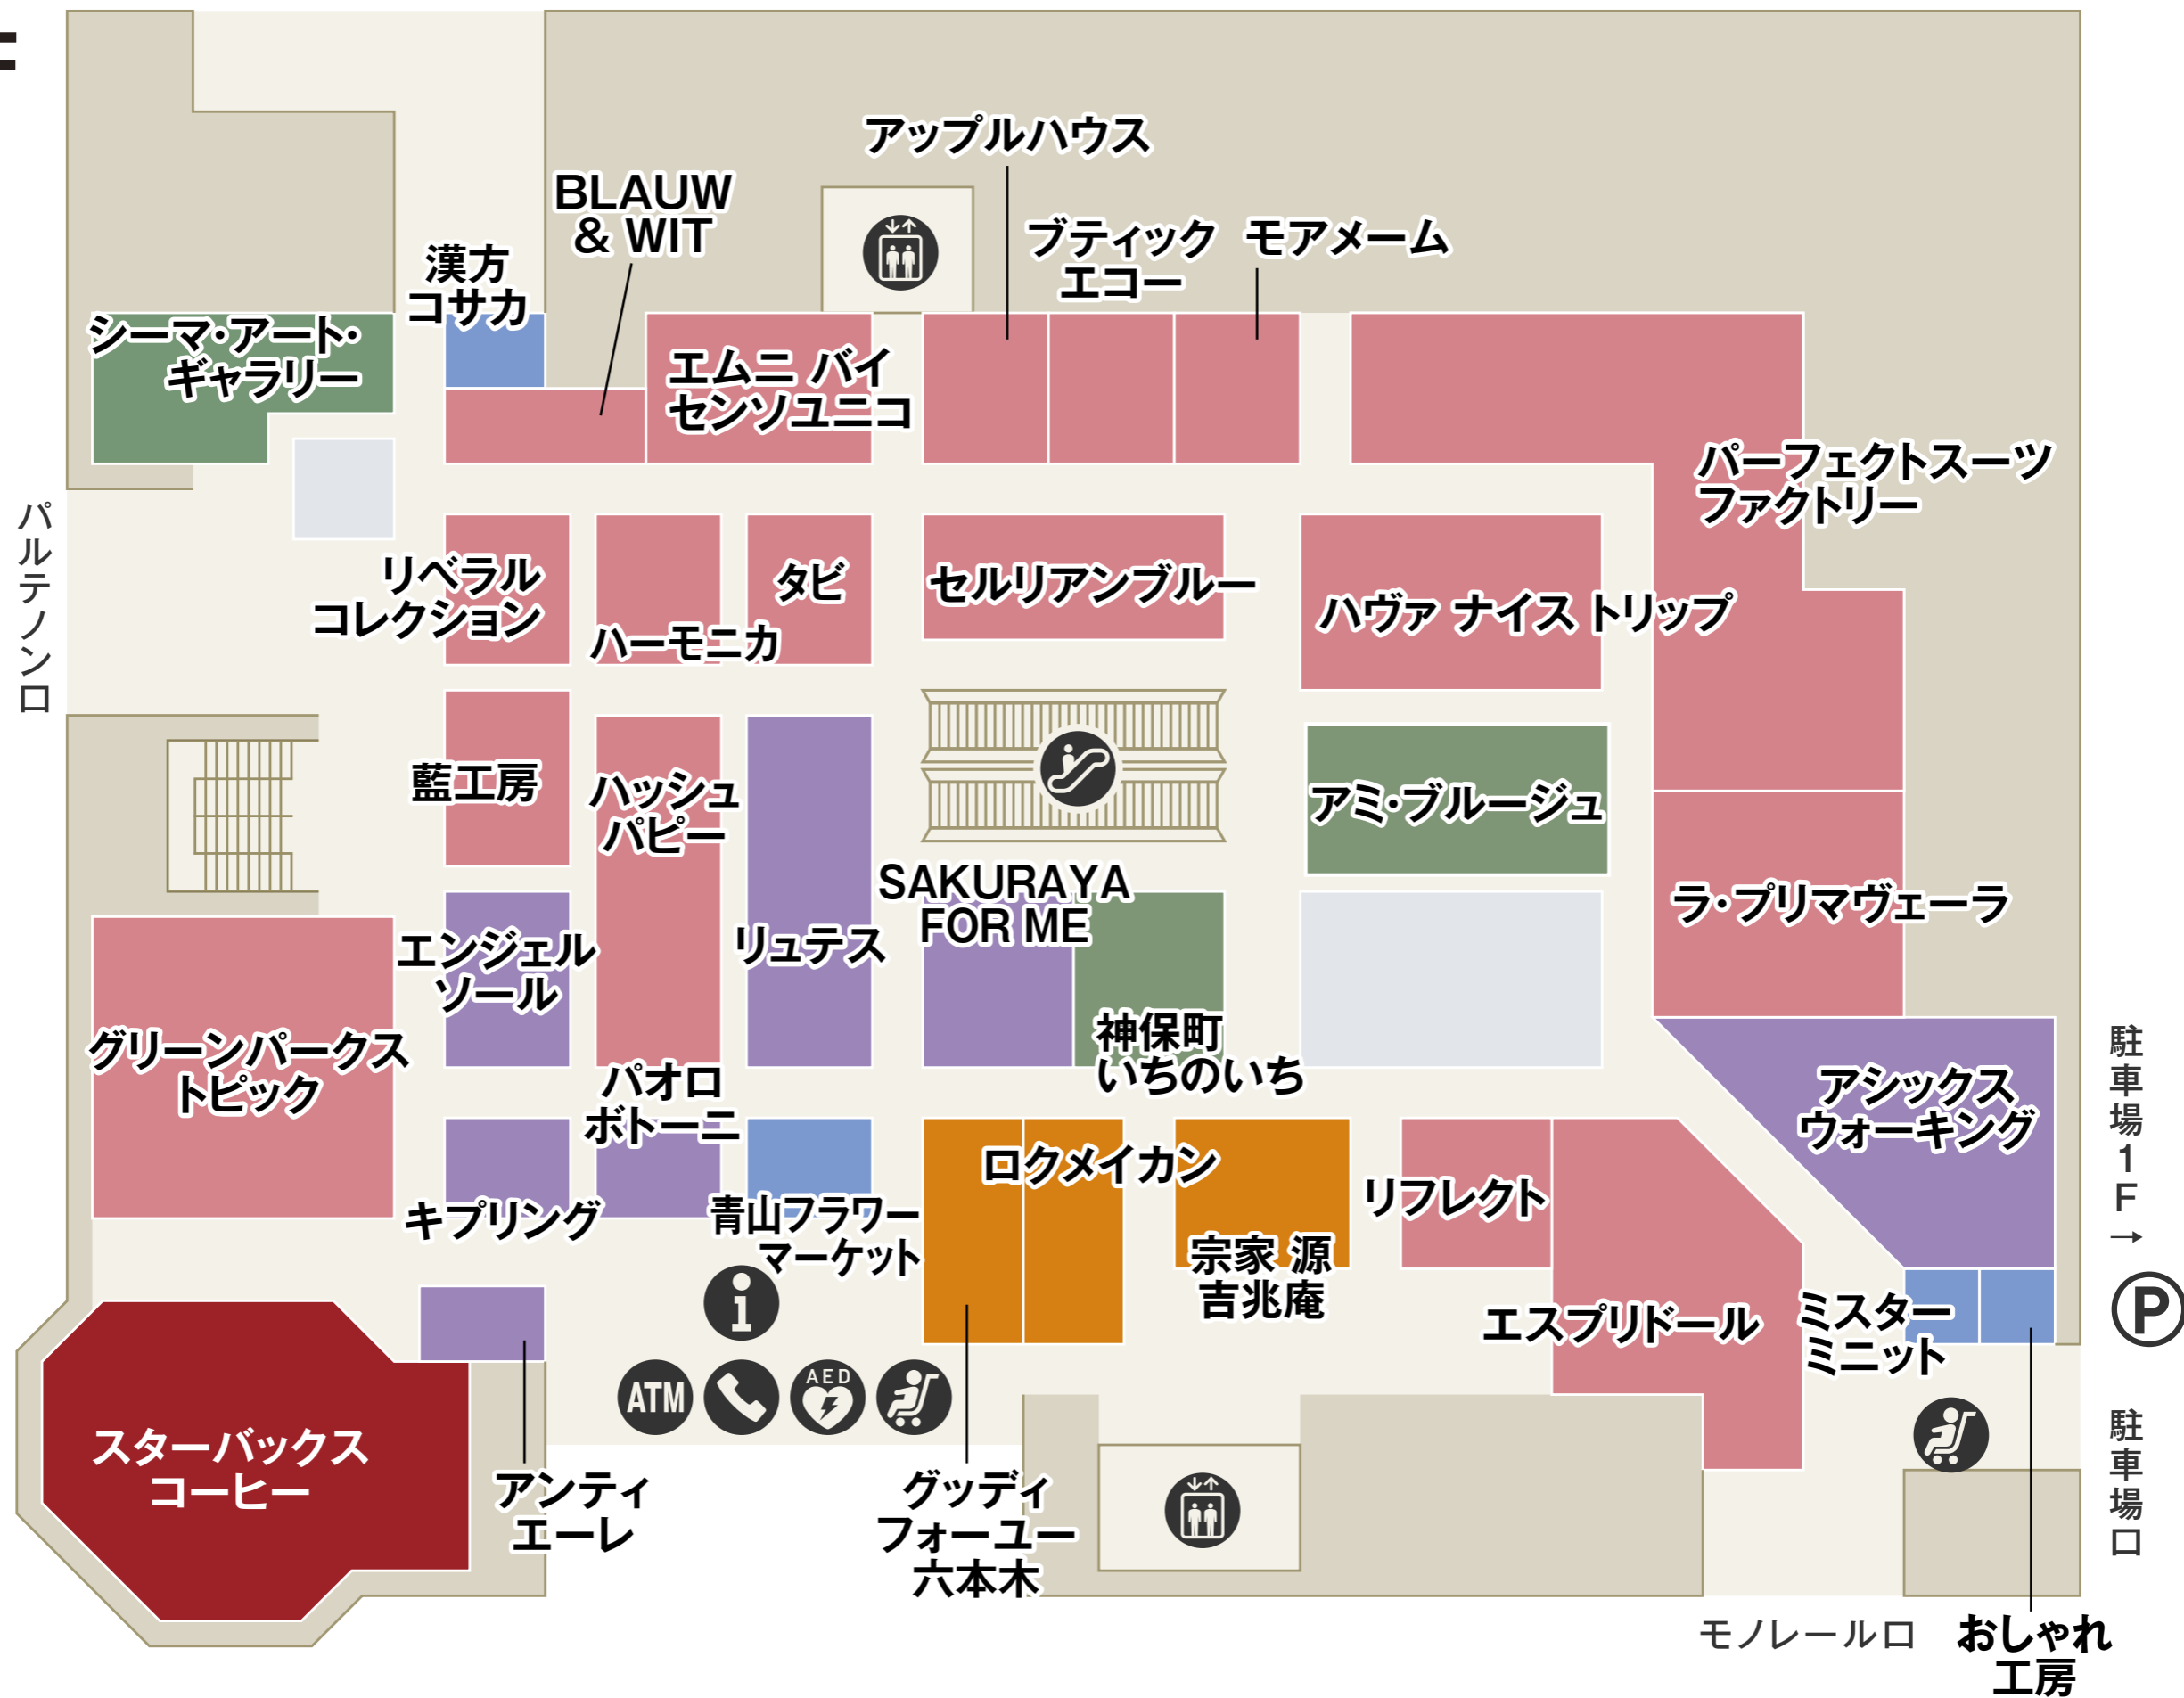 アップルハウス
BLAUW
& WIT
ブティック
エコー
モアメーム
漢方
コサカ
シーマ・アート・
ギャラリー
エムニ バイ
センソユニコ
パーフェクトスーツ
ファクトリー
パルテノン口
リベラル
コレクション
ハーモニカ
タビ
セルリアンブルー
ハヴァ ナイス トリップ
藍工房
ハッシュ
パピー
アミ・ブルージュ
SAKURAYA
FOR ME
ラ・プリマヴェーラ
エンジェル
ソール
リュテス
グリーンパークス
トピック
神保町
いちのいち
パオロ
ボトーニ
アシックス
ウォーキング
駐車場1F→
キプリング
青山フラワー
マーケット
ロクメイカン
宗家 源
吉兆庵
リフレクト
エスプリドール
ミスター
ミニット
P
i
ATM
AED
スターバックス
コーヒー
アンティ
エーレ
グッディ
フォーユー
六本木
駐車場口
モノレール口
おしゃれ
工房